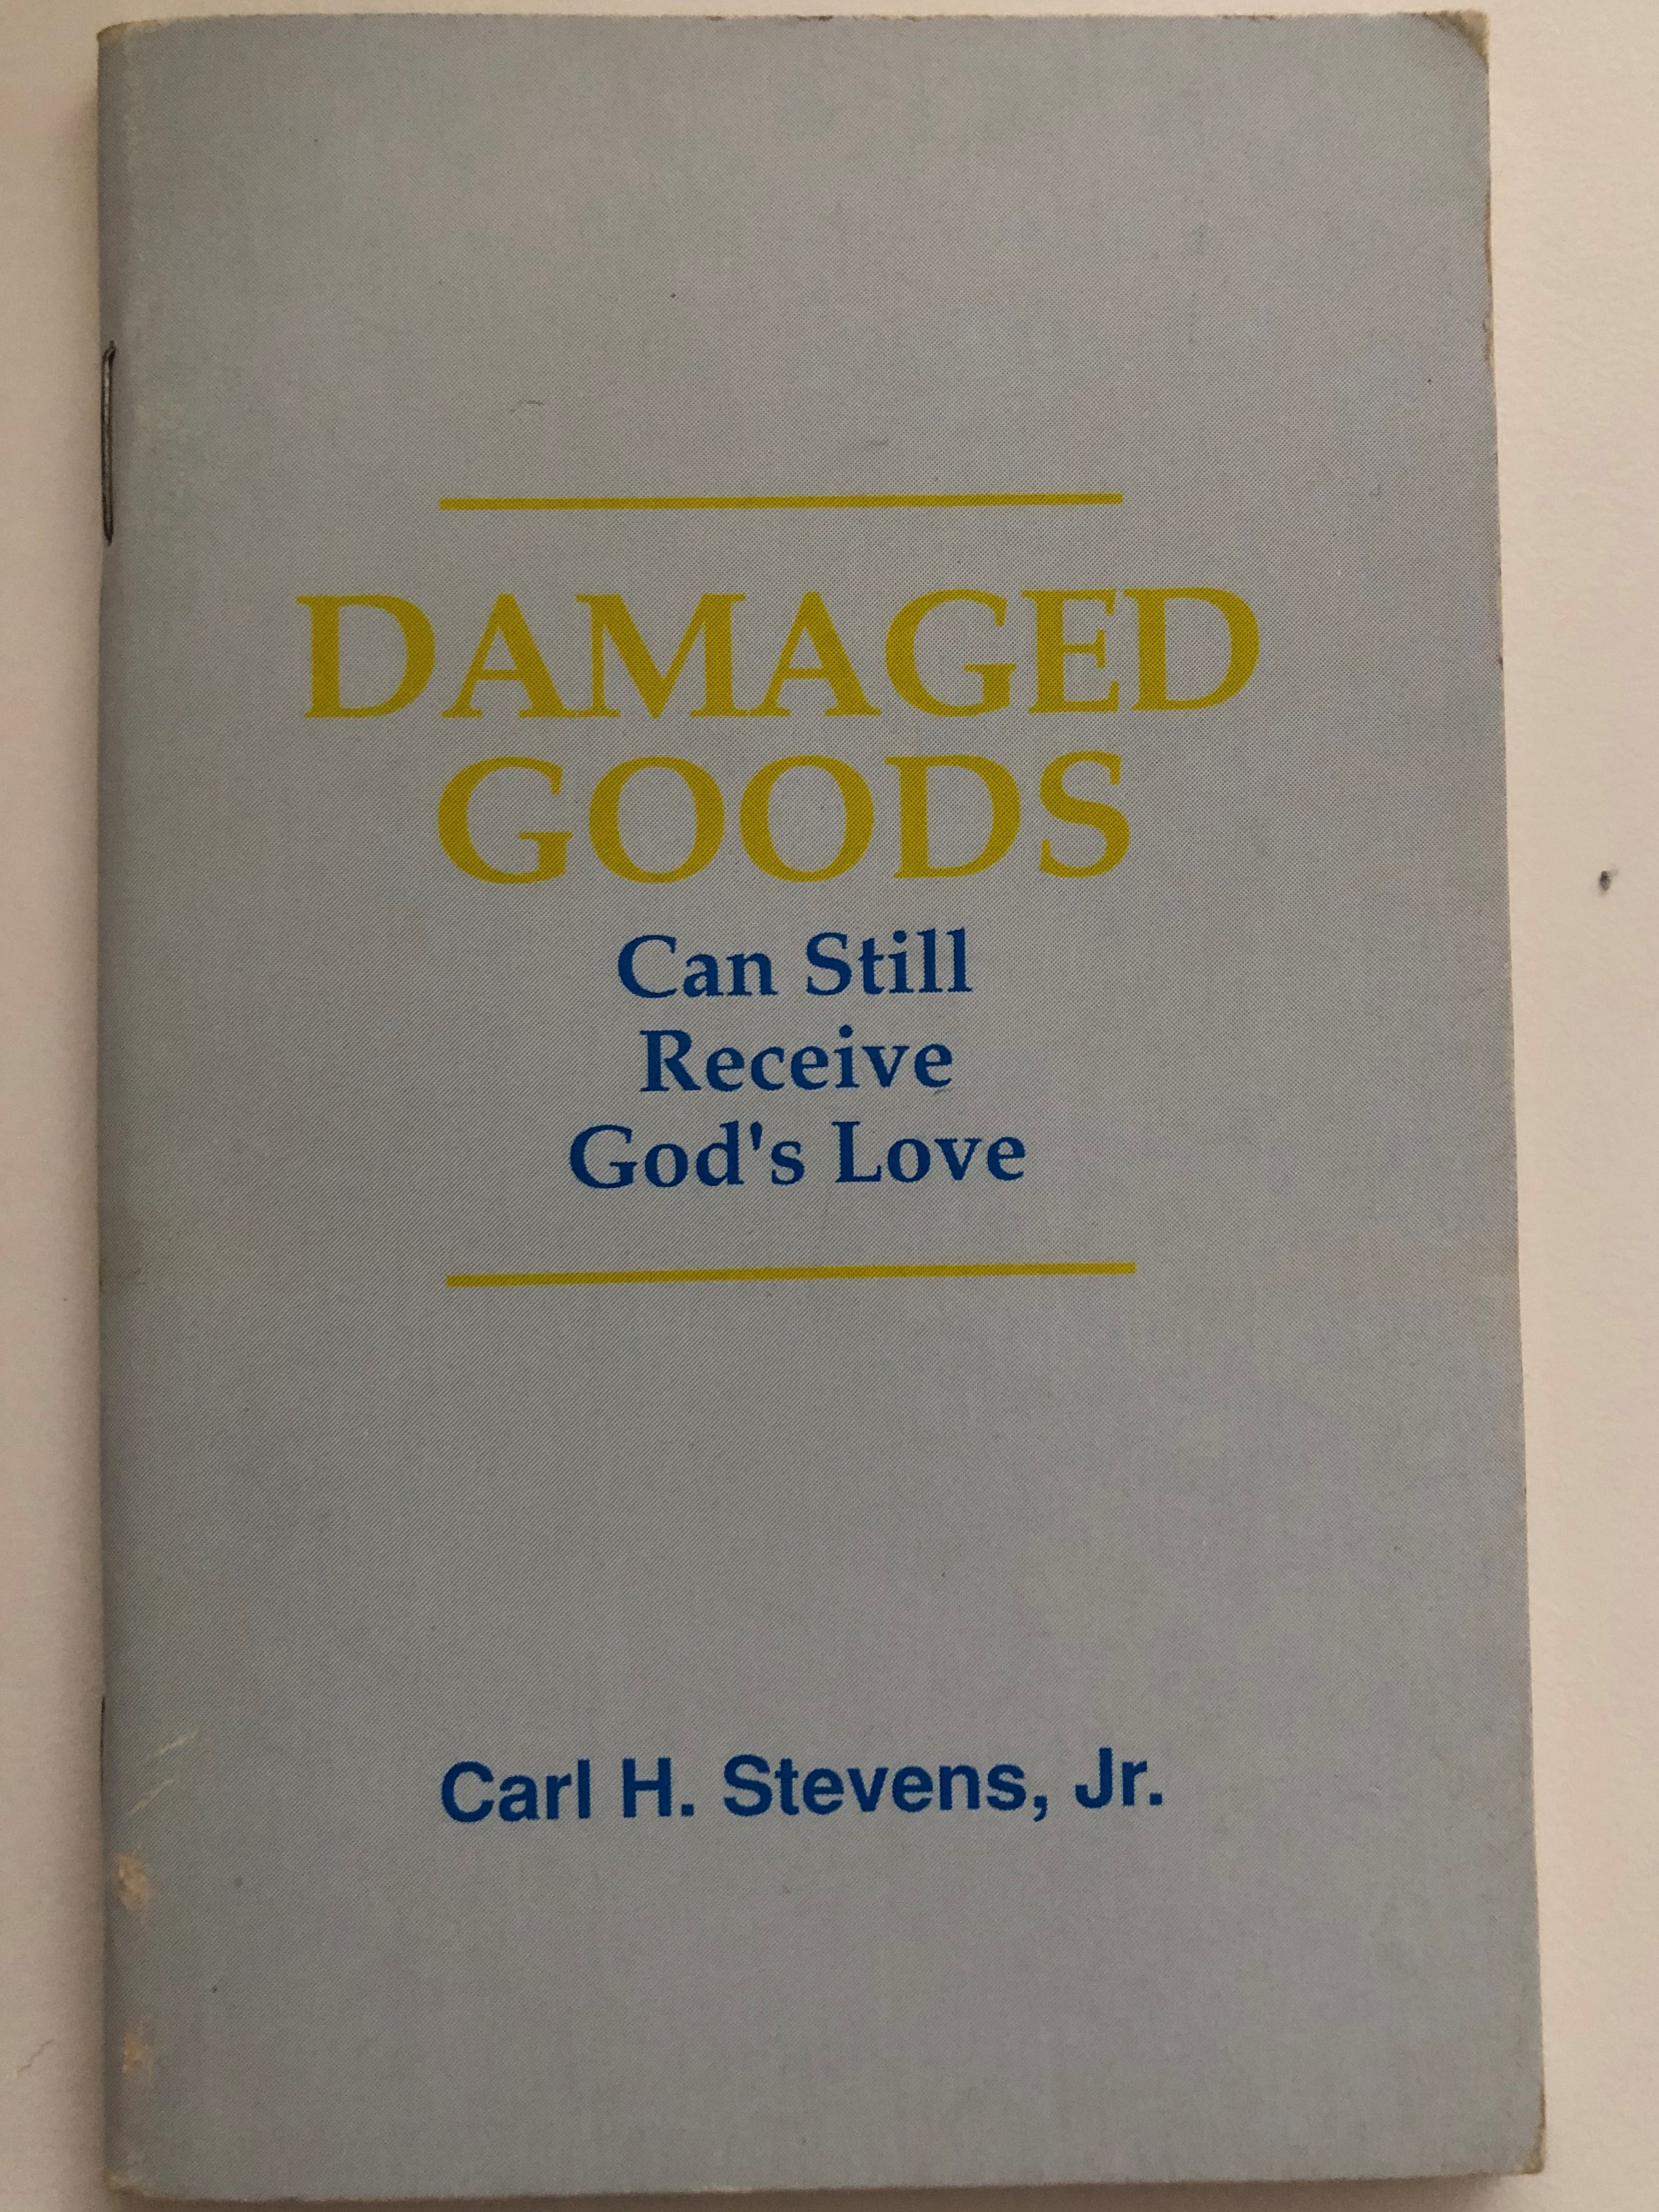 DAMAGED
GOODS
Can Still
Receive
God's Love
Carl H. Stevens, Jr.